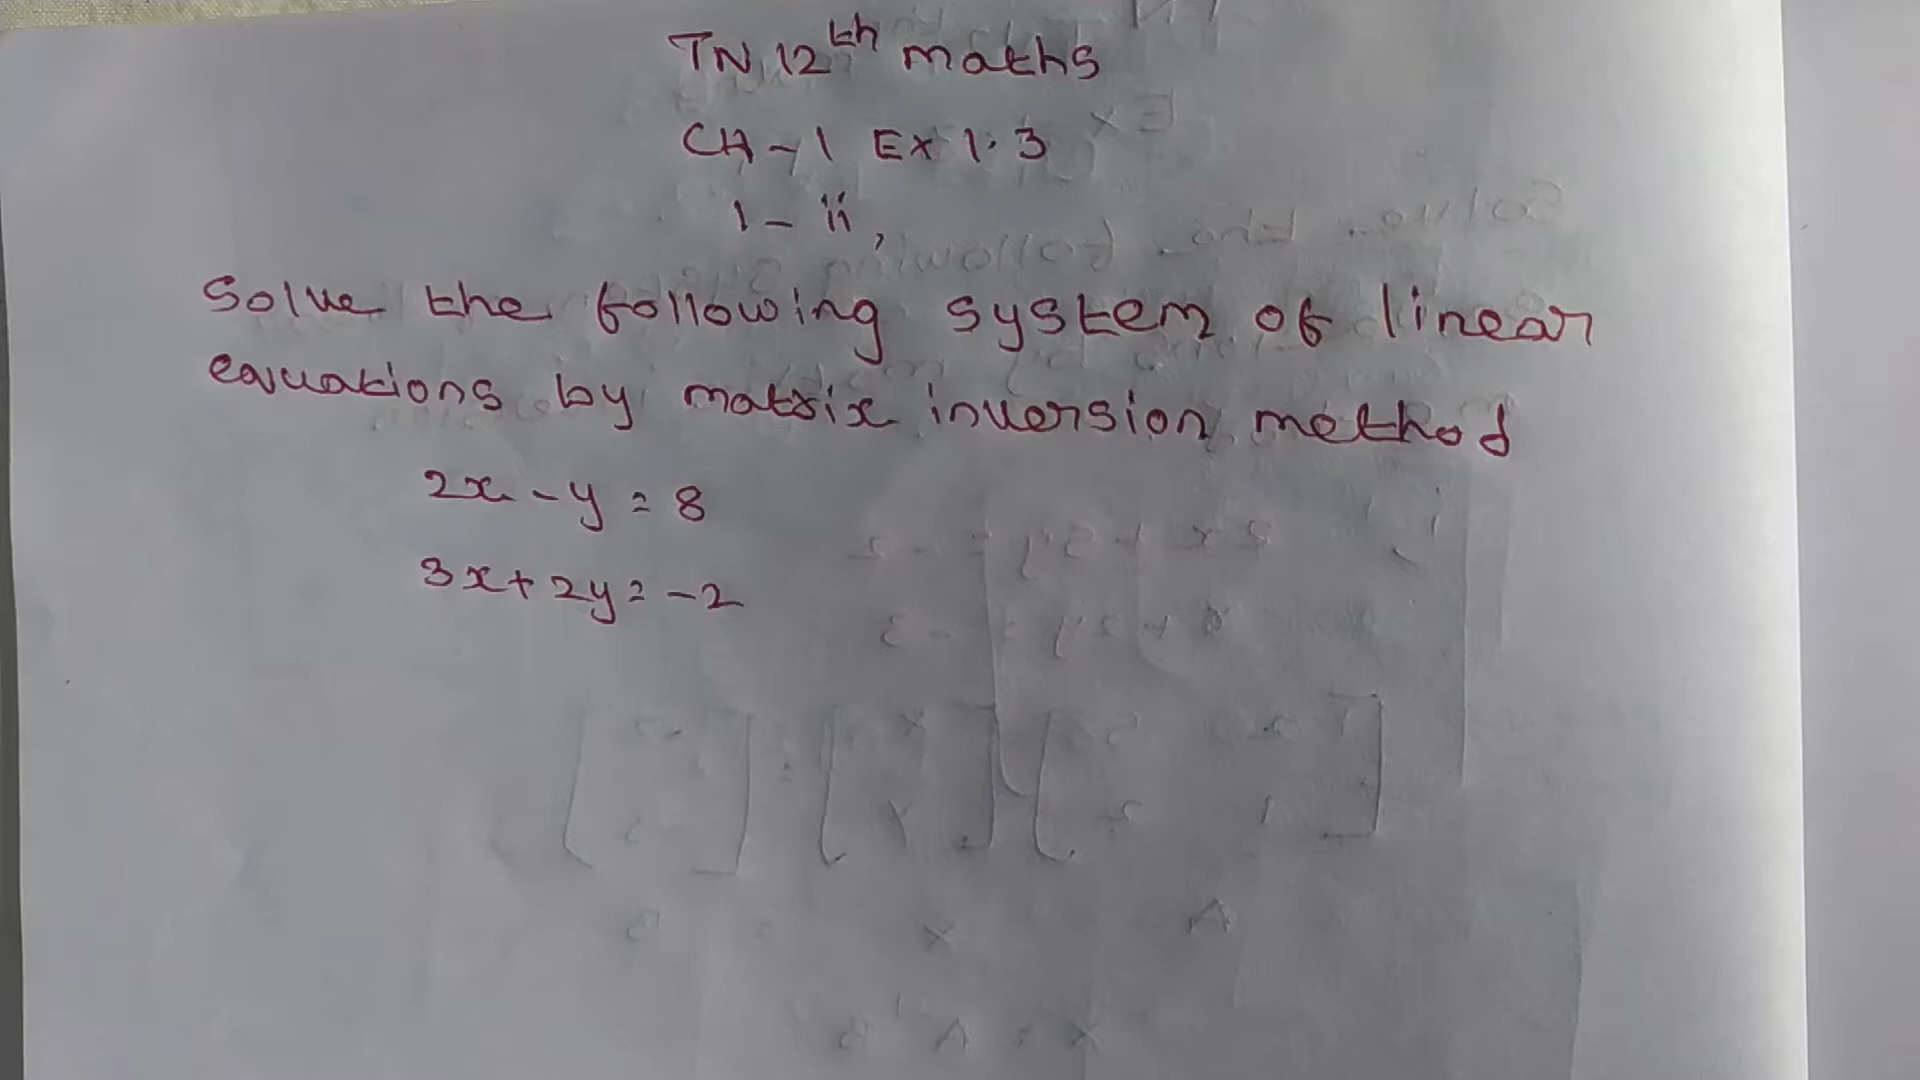 TN 12th maths
CH-1 Ex 1.3
1 - ii,
Solve the following system of linear
equations by matrix inversion method
2x - y = 8
3x + 2y = -2